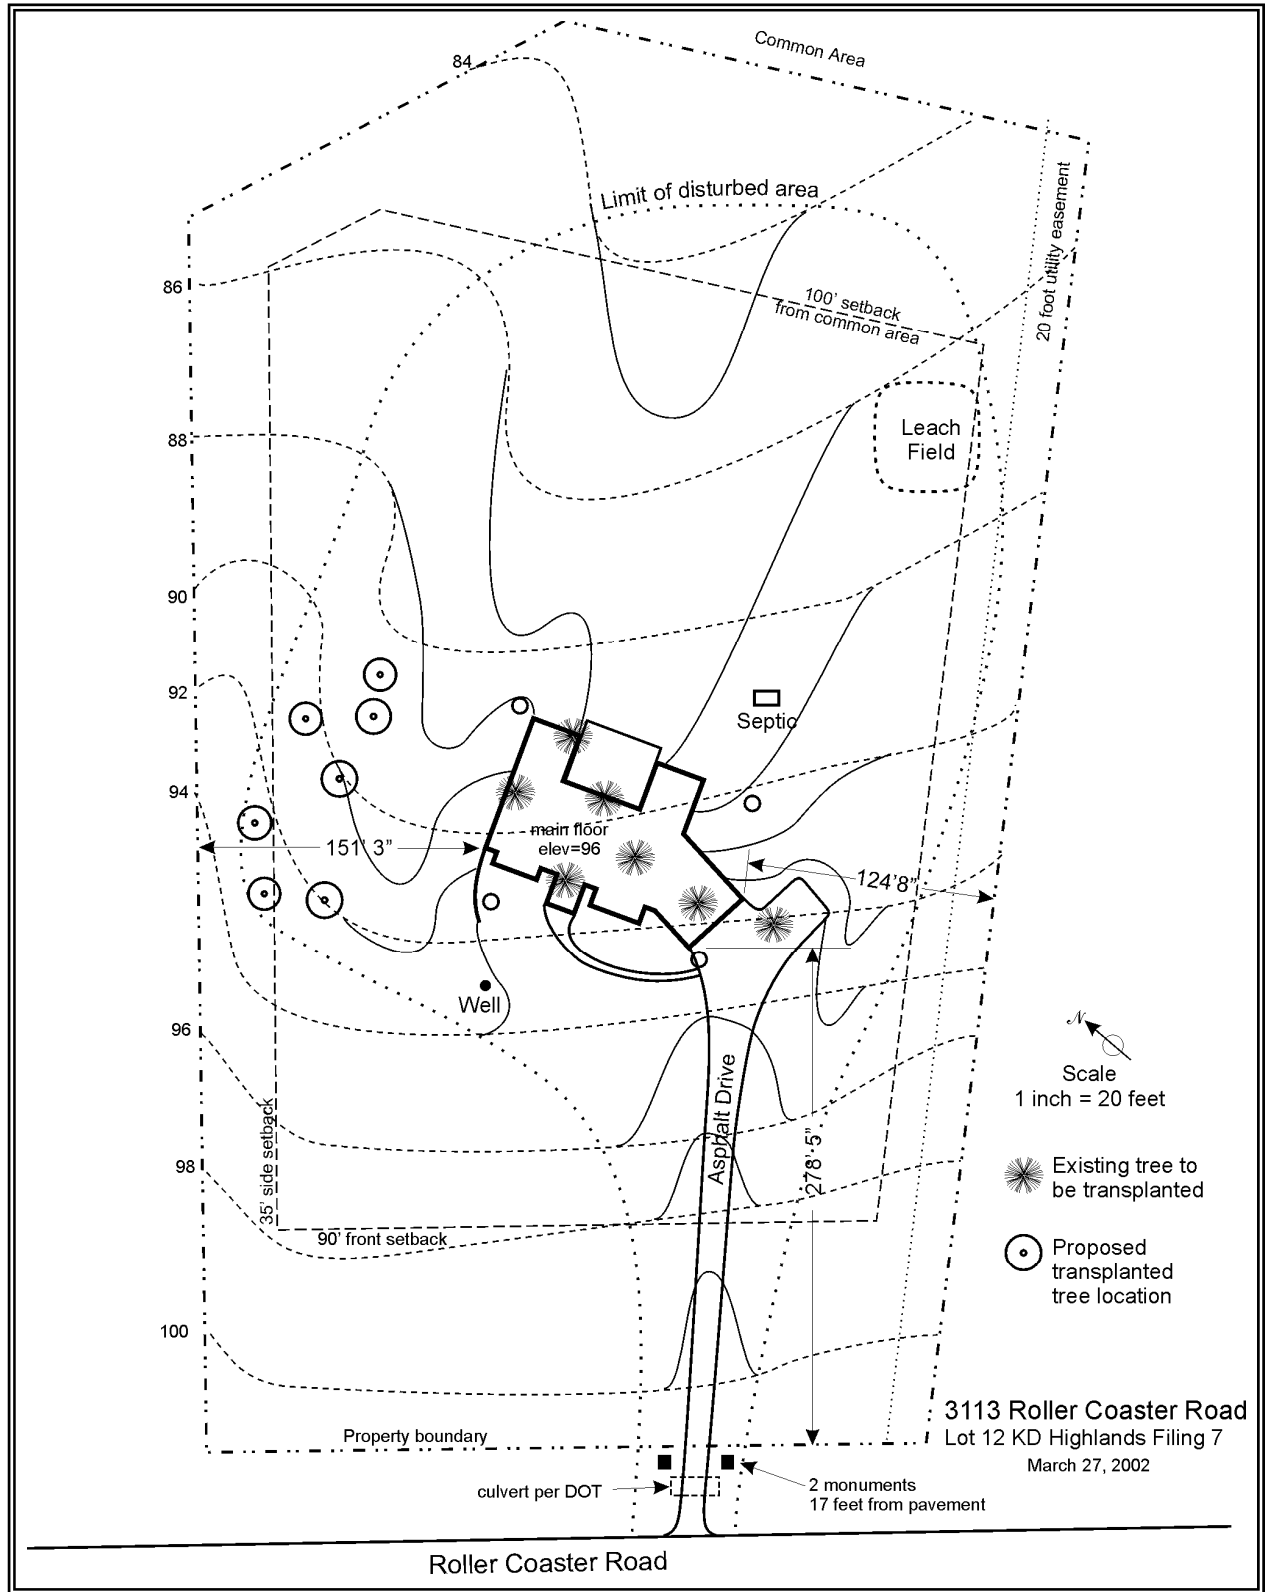 Common Area
84
Limit of disturbed area
20 foot utility easement
86
100’ setback
from common area
88
Leach
Field
90
92
Septic
94
main floor
elev=96
151’ 3”
124’8”
Well
96
N
Scale
1 inch = 20 feet
Asphalt Drive
278’ 5”
35’ side setback
98
Existing tree to
be transplanted
90’ front setback
Proposed
transplanted
tree location
100
3113 Roller Coaster Road
Lot 12 KD Highlands Filing 7
March 27, 2002
Property boundary
culvert per DOT
2 monuments
17 feet from pavement
Roller Coaster Road